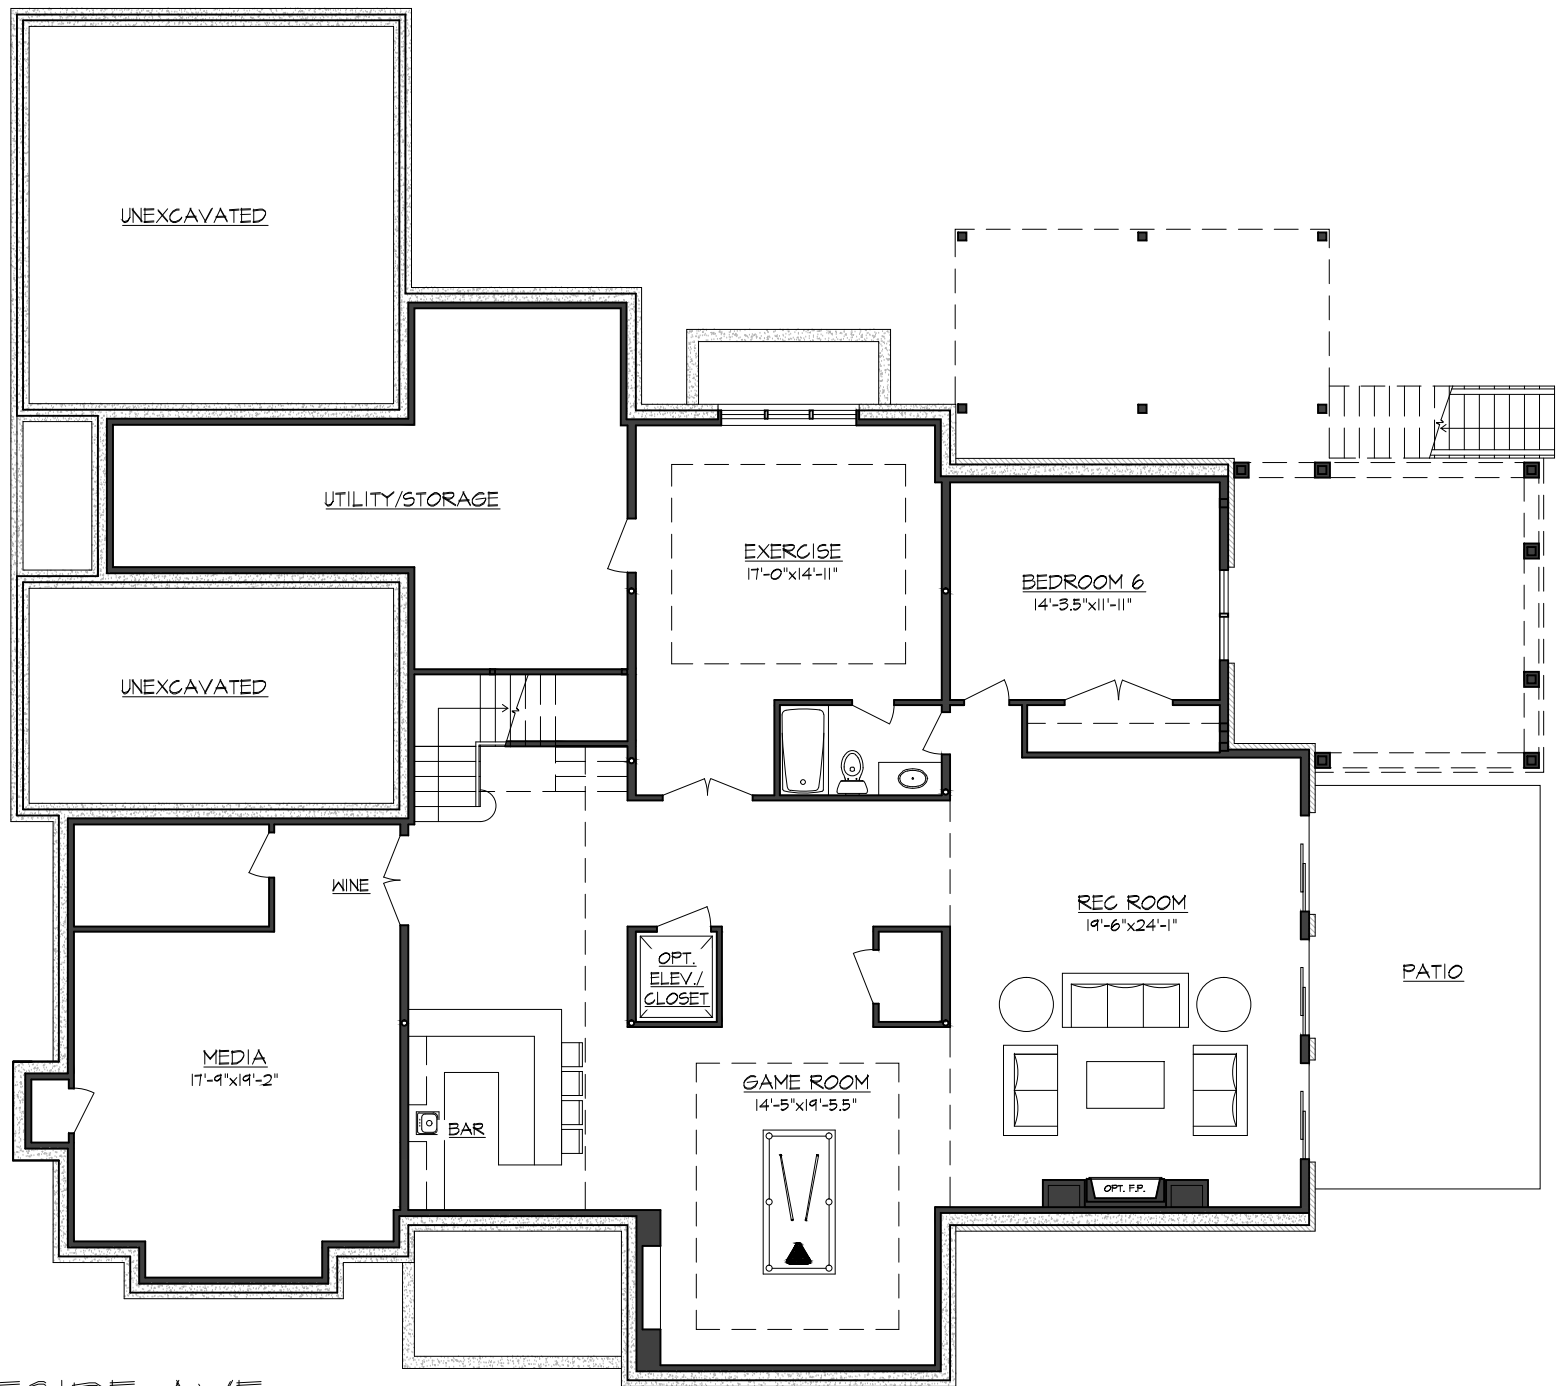 UNEXCAVATED
UTILITY/STORAGE
EXERCISE
17'-0"x14'-11"
BEDROOM 6
14'-3.5"x11'-11"
UNEXCAVATED
WINE
REC ROOM
19'-6"x24'-1"
OPT.
ELEV./
CLOSET
PATIO
MEDIA
17'-9"x19'-2"
GAME ROOM
14'-5"x19'-5.5"
BAR
OPT. F.P.